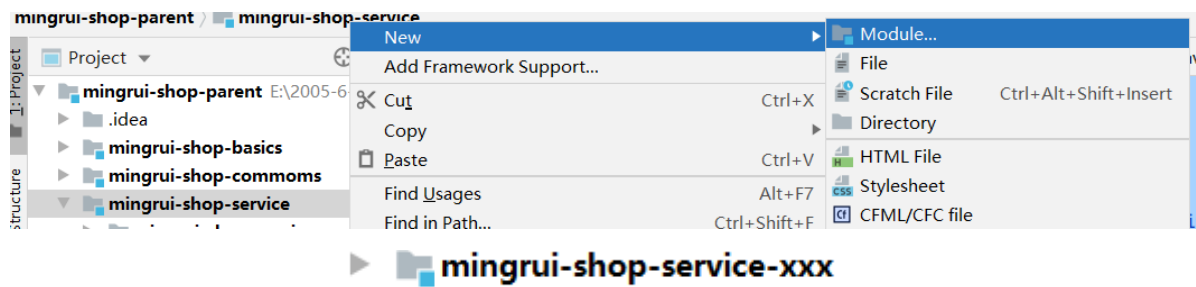 mingrui-shop-parent 〉 mingrui-shop-service
1: Project
Structure
Project
mingrui-shop-parent E:\2005-6-
.idea
mingrui-shop-basics
mingrui-shop-commoms
mingrui-shop-service
New
Add Framework Support...
Cut Ctrl+X
Copy
Paste Ctrl+V
Find Usages Alt+F7
Find in Path... Ctrl+Shift+F
Module...
File
Scratch File Ctrl+Alt+Shift+Insert
Directory
HTML File
Stylesheet
CFML/CFC file
mingrui-shop-service-xxx